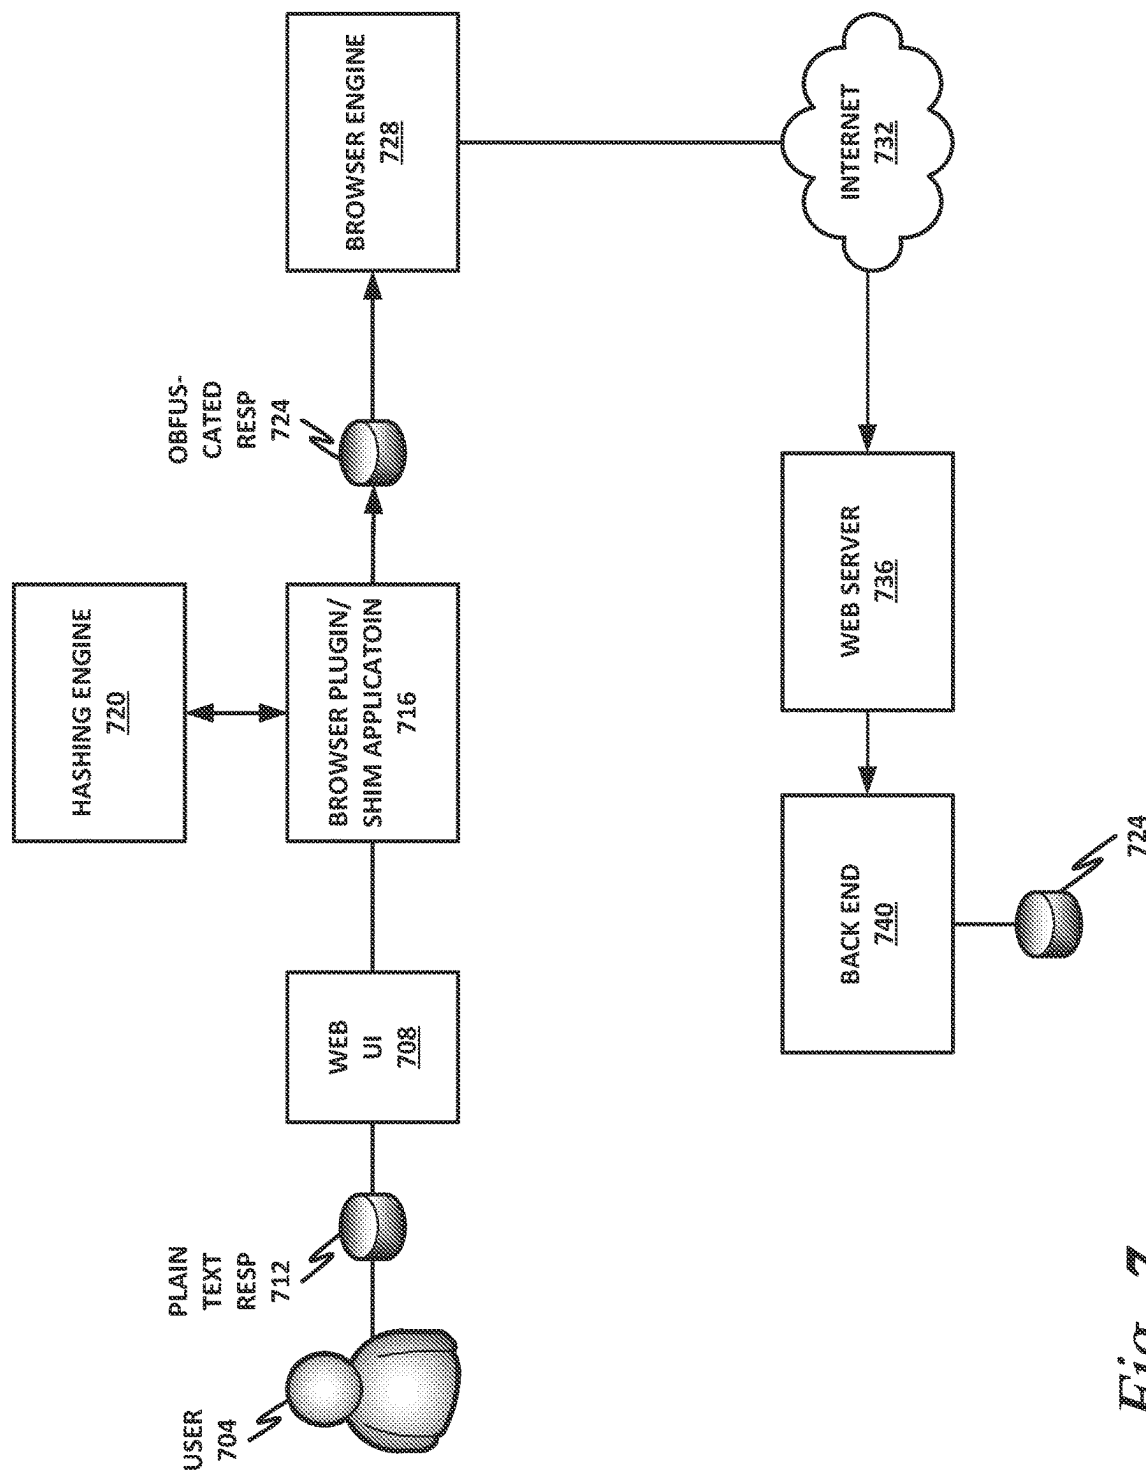 USER
704
PLAIN
TEXT
RESP
712
WEB
UI
708
HASHING ENGINE
720
BROWSER PLUGIN/
SHIM APPLICATOIN
716
OBFUS-
CATED
RESP
724
BROWSER ENGINE
728
INTERNET
732
WEB SERVER
736
BACK END
740
724
Fig. 7